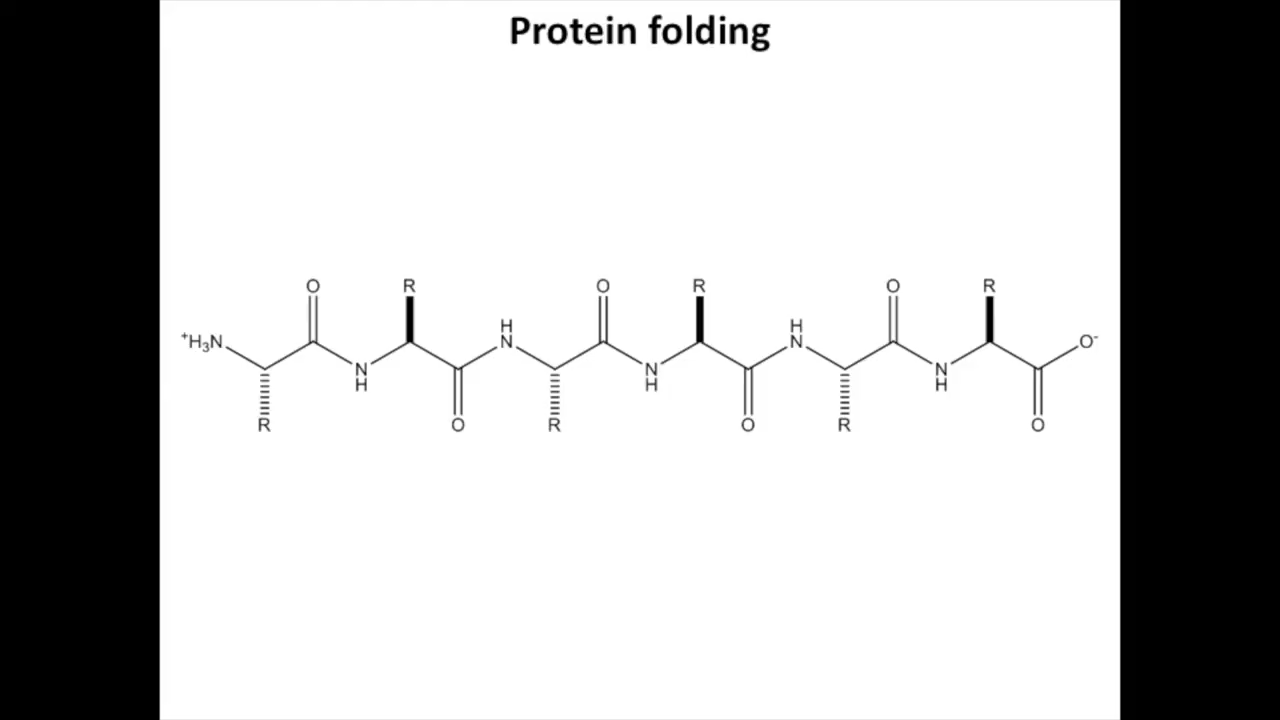 Protein folding
O R O R O R
H H
⁺H₃N N N O⁻
N N N
H H H
R O R O R O